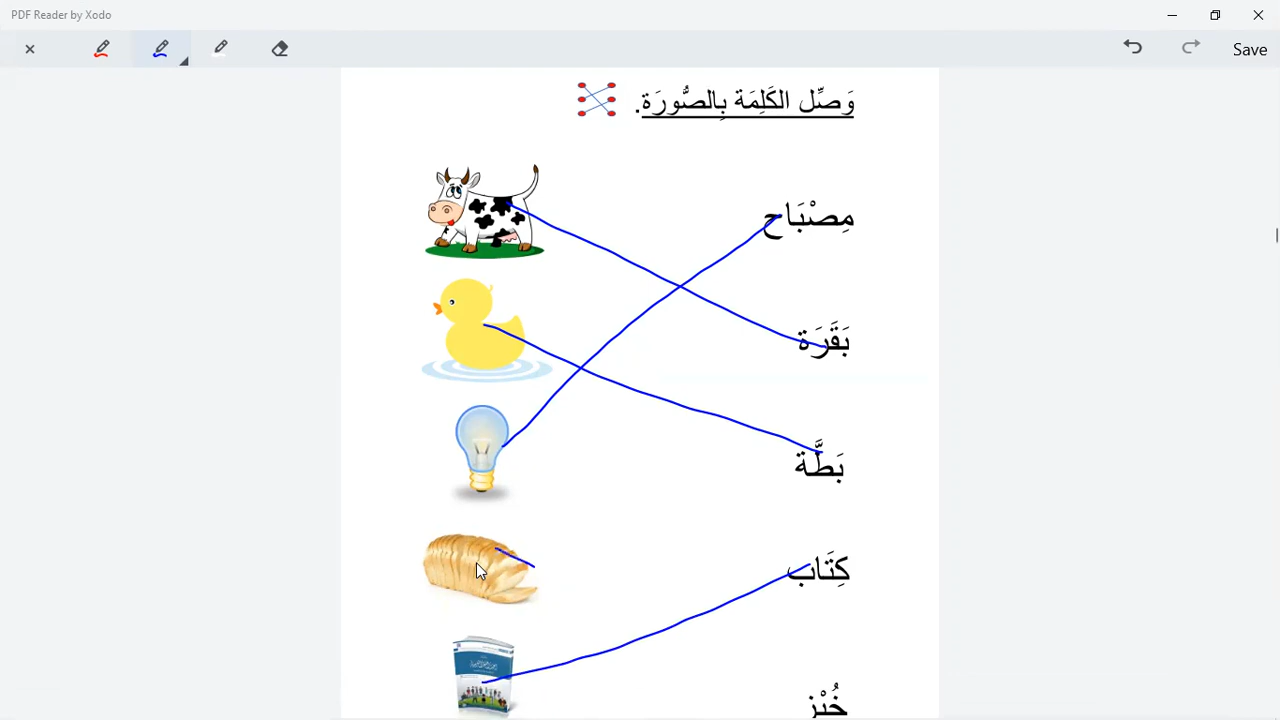 PDF Reader by Xodo
Save
وَصِّل الكَلِمَة بِالصُّورَة.
مِصْبَاح
بَقَرَة
بَطَّة
كِتَاب
خُبْز